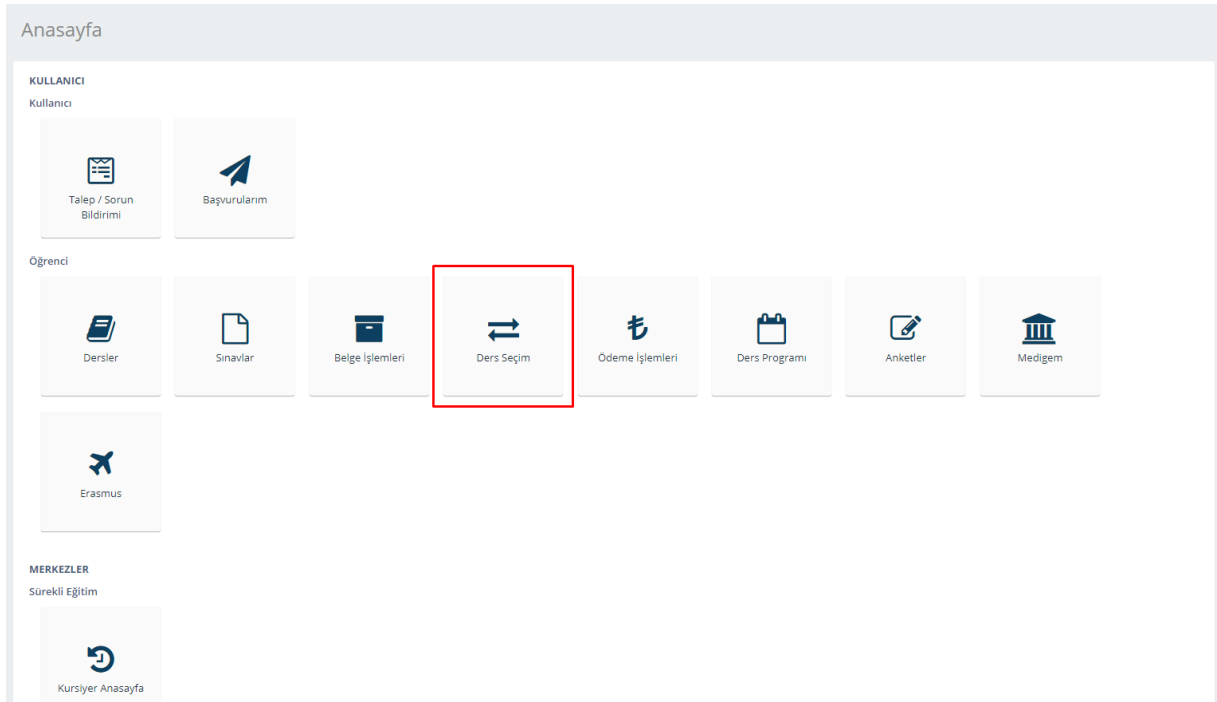 Anasayfa
KULLANICI
Kullanıcı
Talep / Sorun
Bildirimi
Başvurularım
Öğrenci
Dersler
Sınavlar
Belge İşlemleri
Ders Seçim
Ödeme İşlemleri
Ders Programı
Anketler
Medigem
Erasmus
MERKEZLER
Sürekli Eğitim
Kursiyer Anasayfa